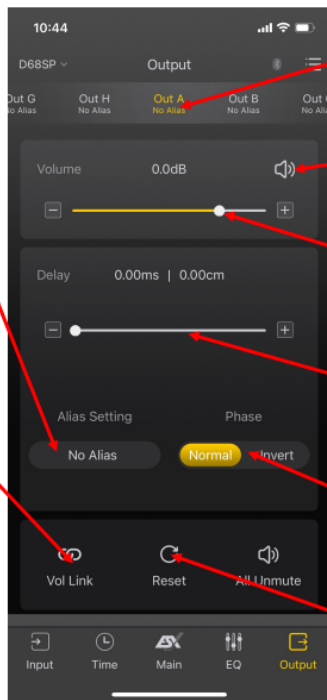 10:44
D68SP Output
Out G Out H Out A Out B Out
No Alias No Alias No Alias No Alias
Volume 0.0dB
Delay 0.00ms | 0.00cm
Alias Setting Phase
No Alias Normal Invert
Vol Link Reset All Unmute
ESX
Input Time Main EQ Output